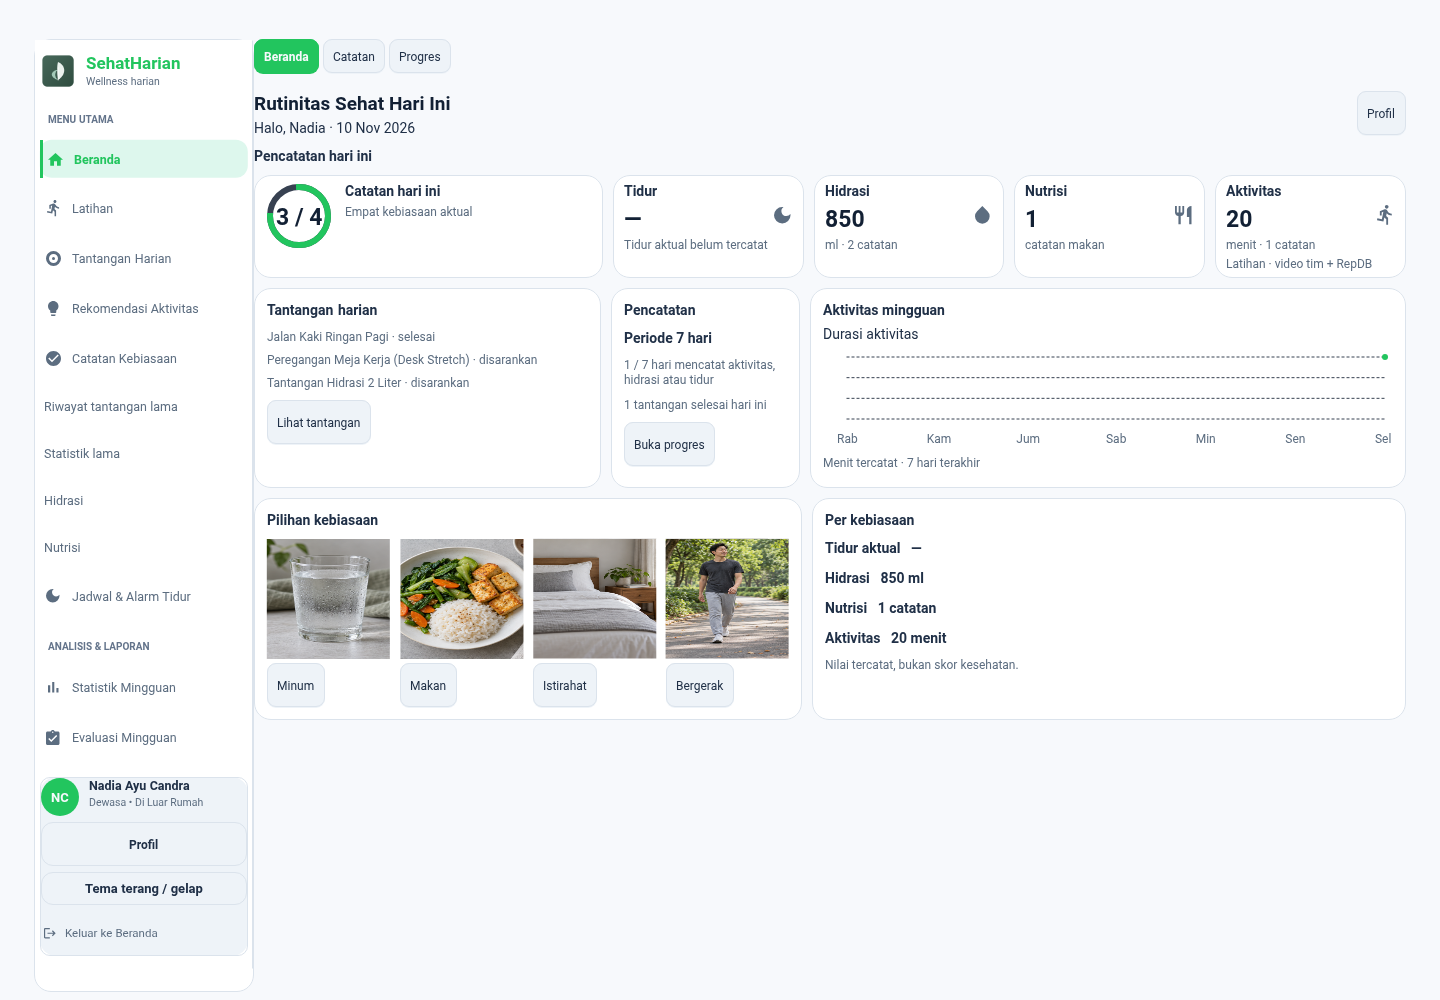 SehatHarian
Wellness harian
MENU UTAMA
Beranda
Latihan
Tantangan Harian
Rekomendasi Aktivitas
Catatan Kebiasaan
Riwayat tantangan lama
Statistik lama
Hidrasi
Nutrisi
Jadwal & Alarm Tidur
ANALISIS & LAPORAN
Statistik Mingguan
Evaluasi Mingguan
NC
Nadia Ayu Candra
Dewasa • Di Luar Rumah
Profil
Tema terang / gelap
Keluar ke Beranda
Beranda
Catatan
Progres
Rutinitas Sehat Hari Ini
Halo, Nadia · 10 Nov 2026
Profil
Pencatatan hari ini
3 / 4
Catatan hari ini
Empat kebiasaan aktual
Tidur
—
Tidur aktual belum tercatat
Hidrasi
850
ml · 2 catatan
Nutrisi
1
catatan makan
Aktivitas
20
menit · 1 catatan
Latihan · video tim + RepDB
Tantangan harian
Jalan Kaki Ringan Pagi · selesai
Peregangan Meja Kerja (Desk Stretch) · disarankan
Tantangan Hidrasi 2 Liter · disarankan
Lihat tantangan
Pencatatan
Periode 7 hari
1 / 7 hari mencatat aktivitas,
hidrasi atau tidur
1 tantangan selesai hari ini
Buka progres
Aktivitas mingguan
Durasi aktivitas
Rab Kam Jum Sab Min Sen Sel
Menit tercatat · 7 hari terakhir
Pilihan kebiasaan
Minum
Makan
Istirahat
Bergerak
Per kebiasaan
Tidur aktual —
Hidrasi 850 ml
Nutrisi 1 catatan
Aktivitas 20 menit
Nilai tercatat, bukan skor kesehatan.